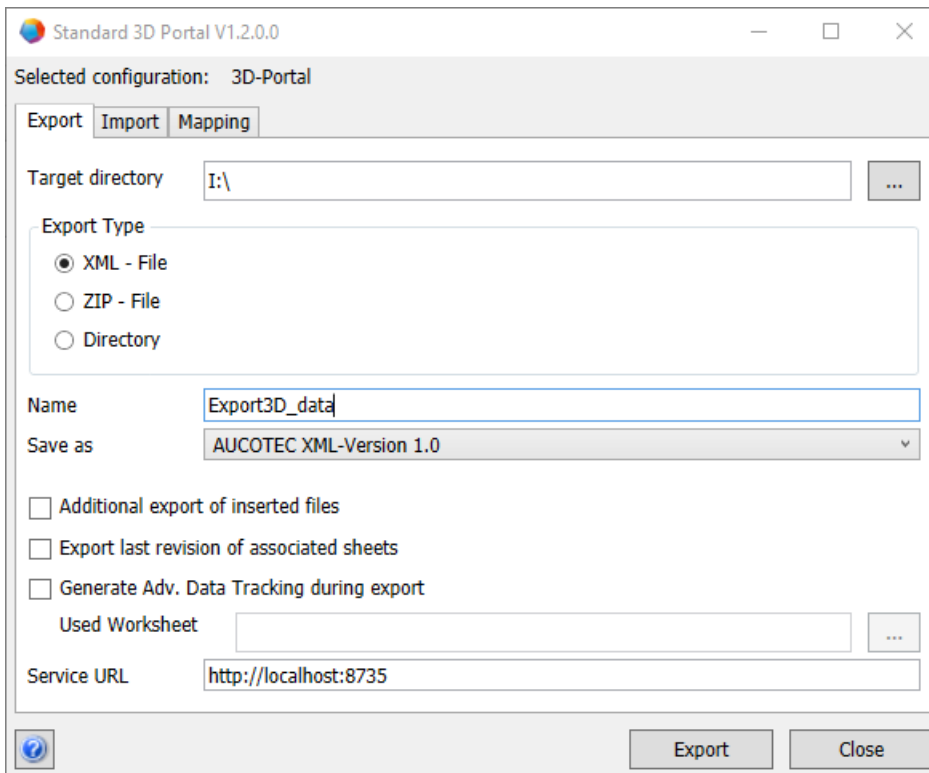 Standard 3D Portal V1.2.0.0
Selected configuration: 3D-Portal
Export Import Mapping
Target directory I:\ ...
Export Type
XML - File
ZIP - File
Directory
Name Export3D_data
Save as AUCOTEC XML-Version 1.0
Additional export of inserted files
Export last revision of associated sheets
Generate Adv. Data Tracking during export
Used Worksheet ...
Service URL http://localhost:8735
? Export Close